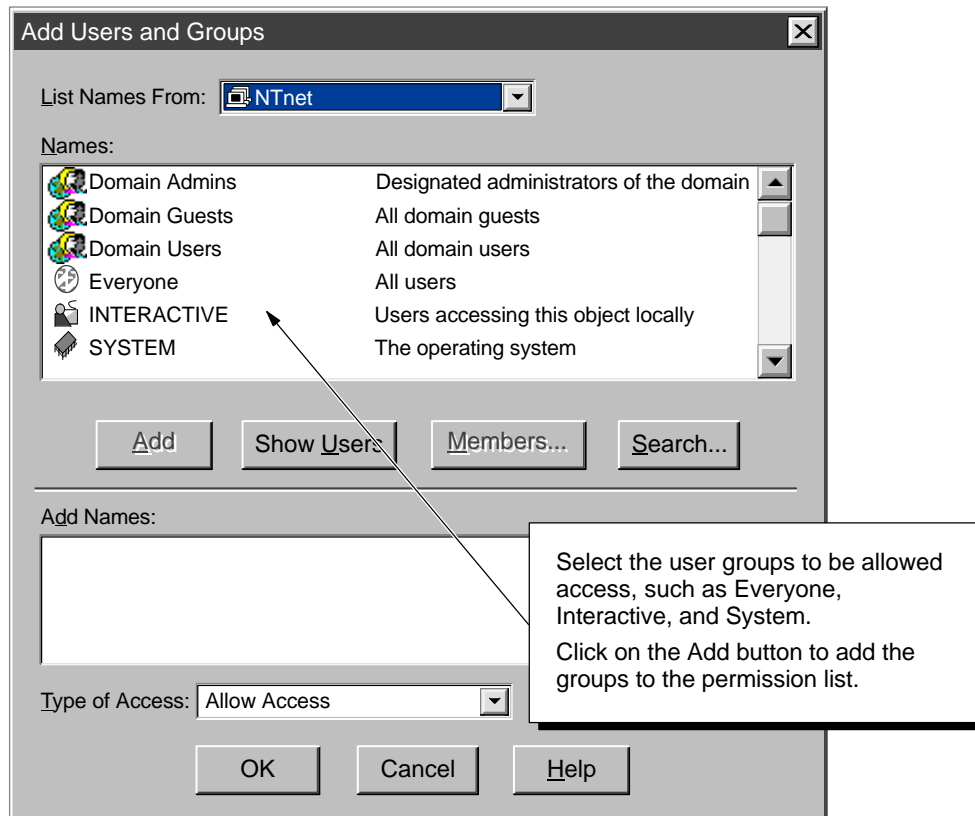 Add Users and Groups
List Names From: NTnet
Names:
Domain Admins Designated administrators of the domain
Domain Guests All domain guests
Domain Users All domain users
Everyone All users
INTERACTIVE Users accessing this object locally
SYSTEM The operating system
Add Show Users Members... Search...
Add Names:
Select the user groups to be allowed
access, such as Everyone,
Interactive, and System.
Click on the Add button to add the
groups to the permission list.
Type of Access: Allow Access
OK Cancel Help